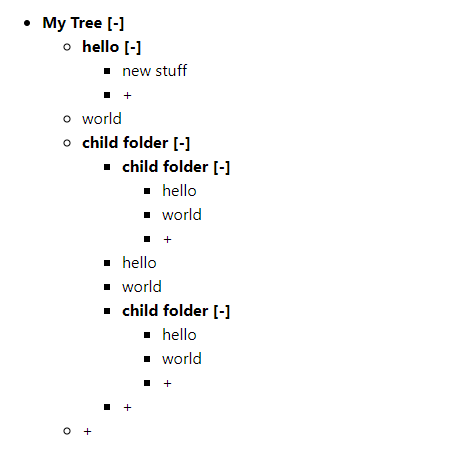 My Tree [-]
hello [-]
new stuff
+
world
child folder [-]
child folder [-]
hello
world
+
hello
world
child folder [-]
hello
world
+
+
+